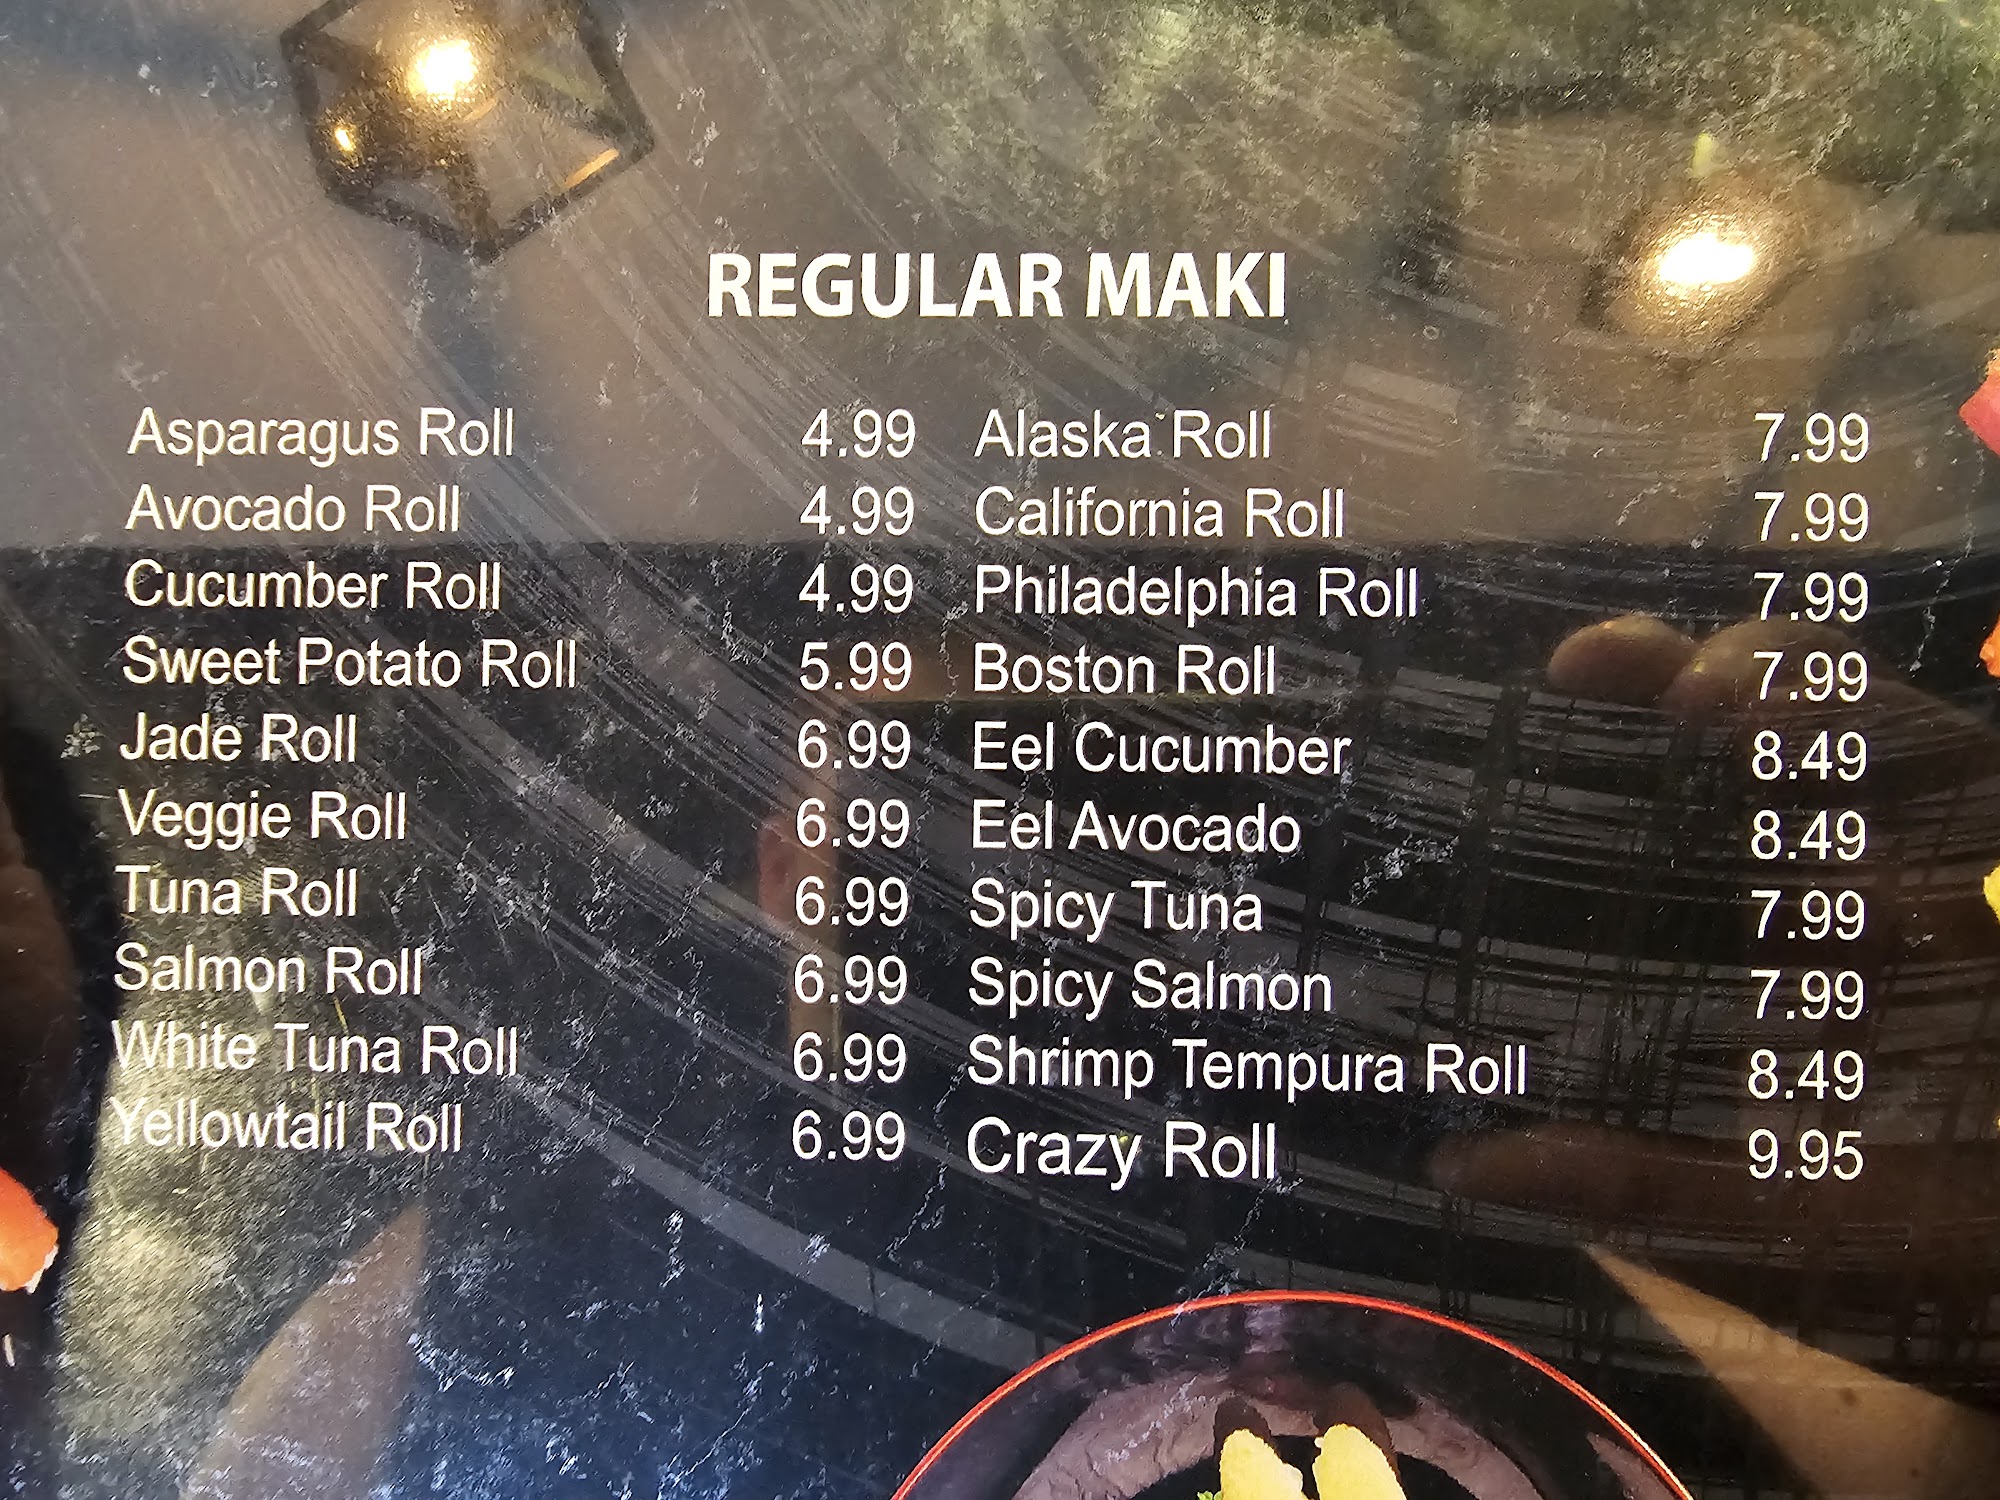 REGULAR MAKI
Asparagus Roll 4.99
Avocado Roll 4.99
Cucumber Roll 4.99
Sweet Potato Roll 5.99
Jade Roll 6.99
Veggie Roll 6.99
Tuna Roll 6.99
Salmon Roll 6.99
White Tuna Roll 6.99
Yellowtail Roll 6.99
Alaska Roll 7.99
California Roll 7.99
Philadelphia Roll 7.99
Boston Roll 7.99
Eel Cucumber 8.49
Eel Avocado 8.49
Spicy Tuna 7.99
Spicy Salmon 7.99
Shrimp Tempura Roll 8.49
Crazy Roll 9.95